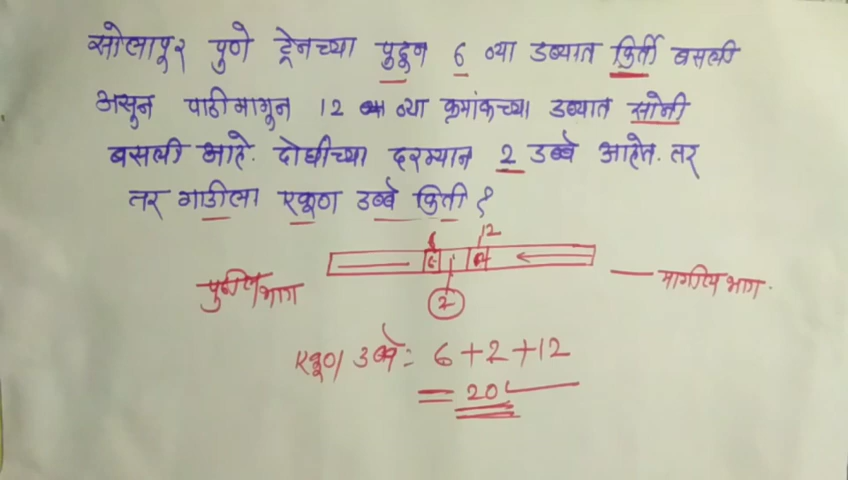 सोलापूर पुणे ट्रेनच्या पुढून 6 व्या डब्यात किर्ती बसली
असून पाठीमागून 12 व्या क्रमांकच्या डब्यात सोनी
बसली आहे. दोघीच्या दरम्यान 2 डब्बे आहेत. तर
तर गाडीला एकूण डब्बे किती ?
6 12
पुढील भाग मागील भाग.
2
एकूण डब्बे = 6 + 2 + 12
= 20